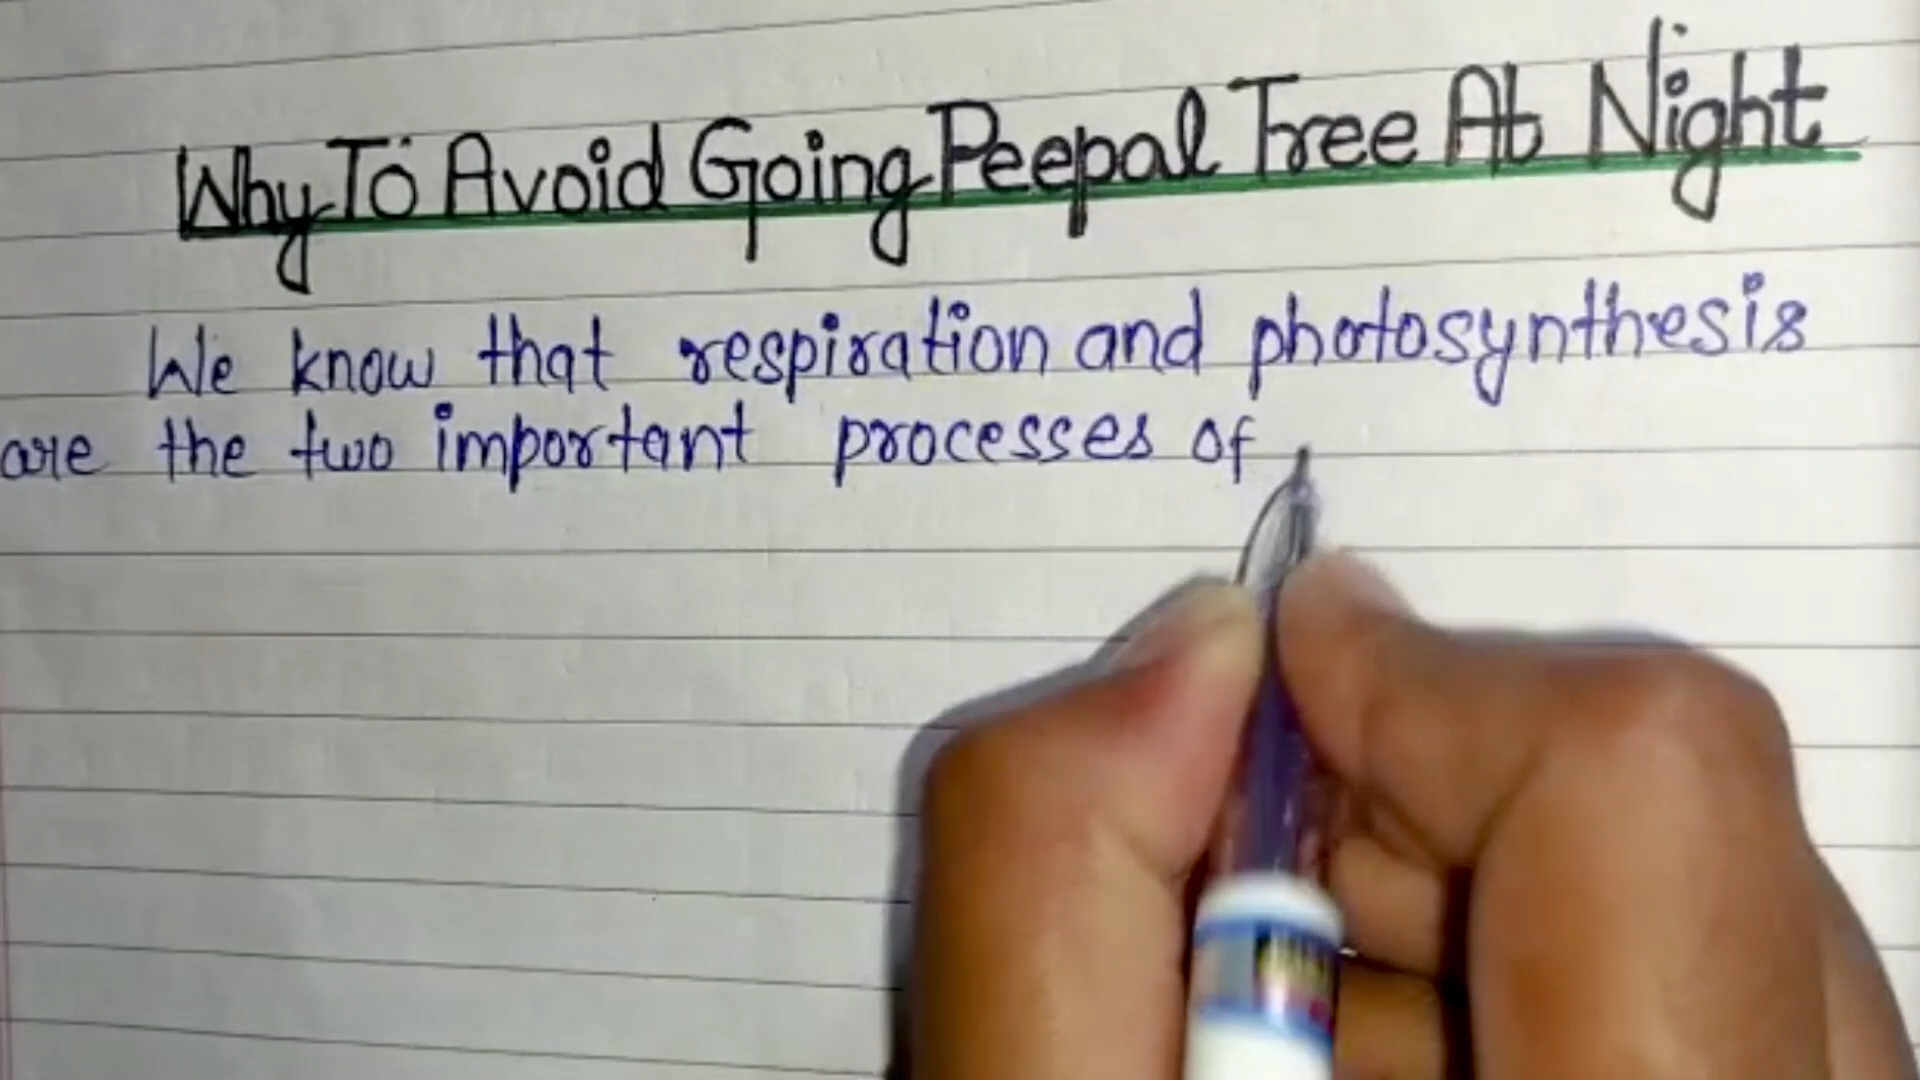 Why To Avoid Going Peepal Tree At Night
We know that respiration and photosynthesis
are the two important processes of